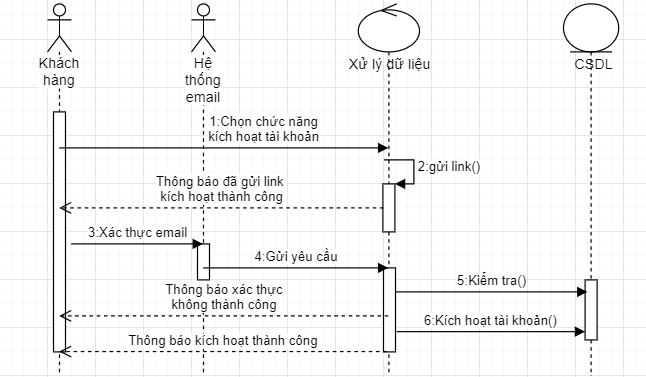 Khách
hàng
Hệ
thống
email
Xử lý dữ liệu
CSDL
1:Chọn chức năng
kích hoạt tài khoản
2:gửi link()
Thông báo đã gửi link
kích hoạt thành công
3:Xác thực email
4:Gửi yêu cầu
5:Kiểm tra()
Thông báo xác thực
không thành công
6:Kích hoạt tài khoản()
Thông báo kích hoạt thành công